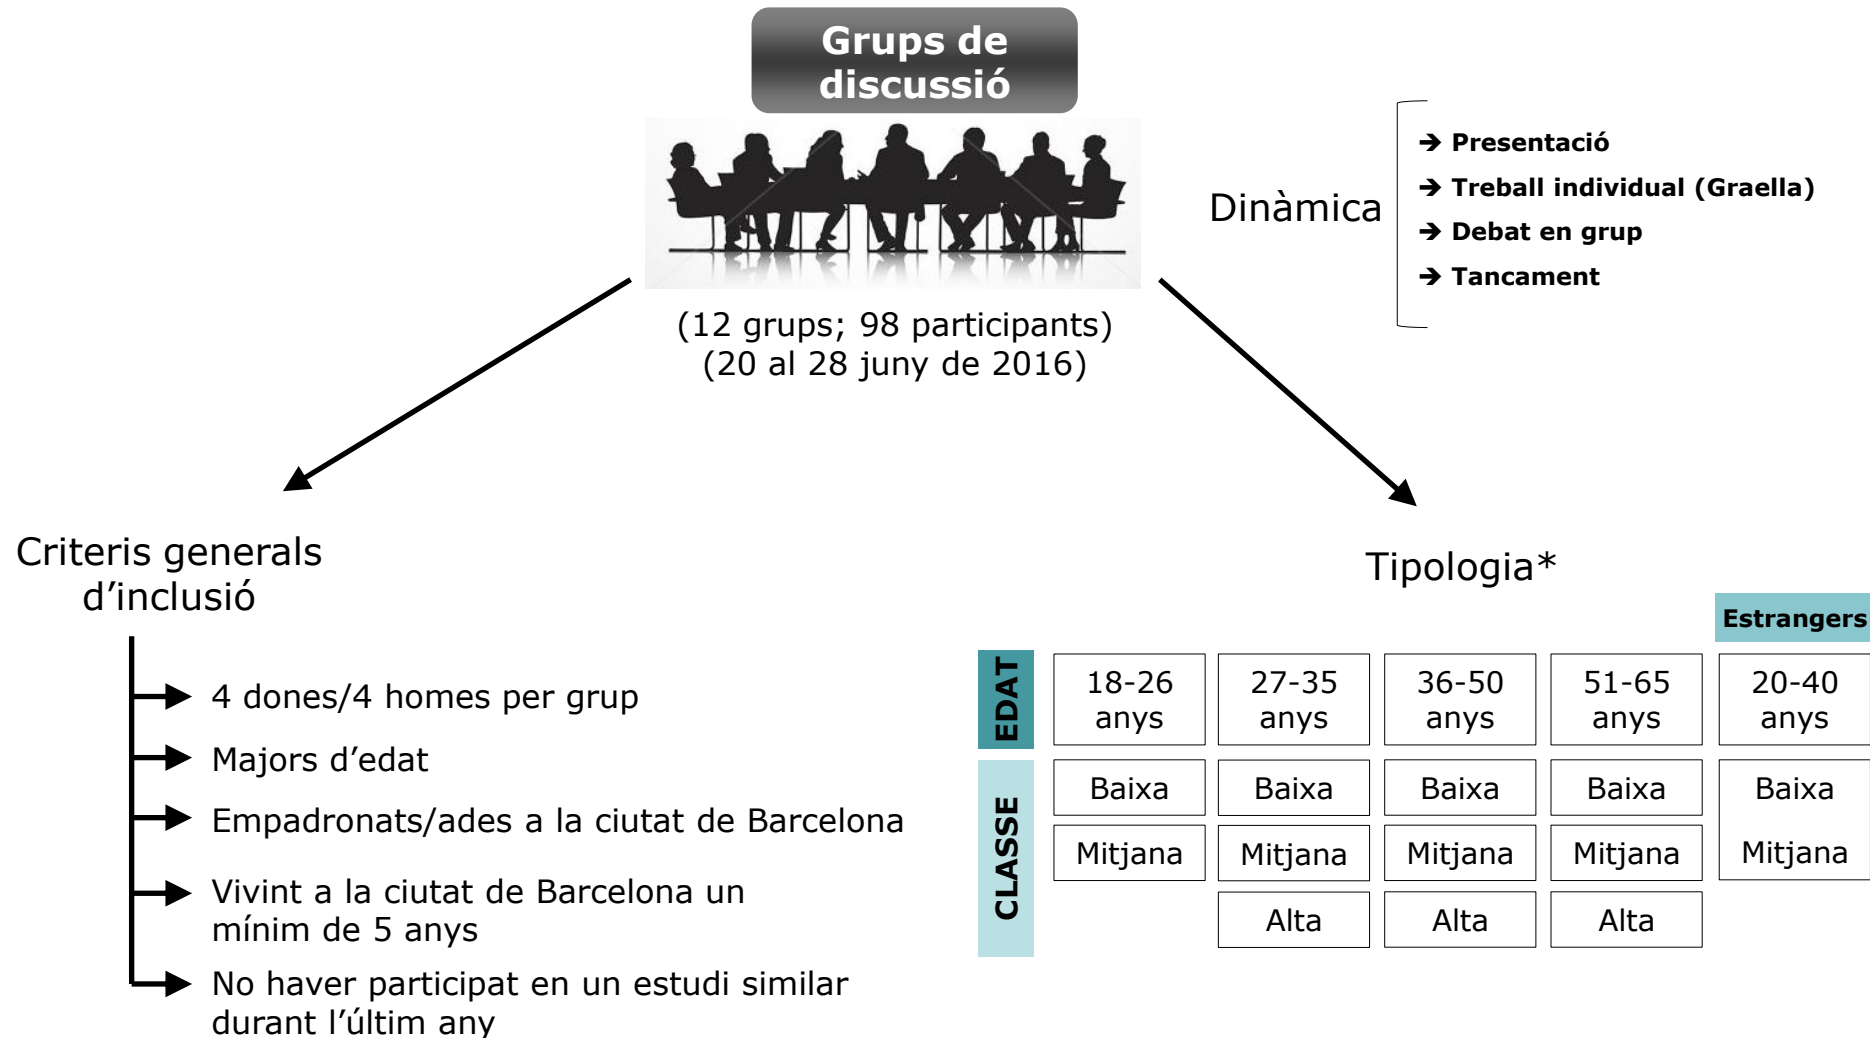 Grups de
discussió
(12 grups; 98 participants)
(20 al 28 juny de 2016)
Dinàmica
➔ Presentació
➔ Treball individual (Graella)
➔ Debat en grup
➔ Tancament
Criteris generals
d’inclusió
4 dones/4 homes per grup
Majors d’edat
Empadronats/ades a la ciutat de Barcelona
Vivint a la ciutat de Barcelona un
mínim de 5 anys
No haver participat en un estudi similar
durant l’últim any
Tipologia*
Estrangers
EDAT
18-26
anys
27-35
anys
36-50
anys
51-65
anys
20-40
anys
CLASSE
Baixa
Baixa
Baixa
Baixa
Baixa
Mitjana
Mitjana
Mitjana
Mitjana
Mitjana
Alta
Alta
Alta